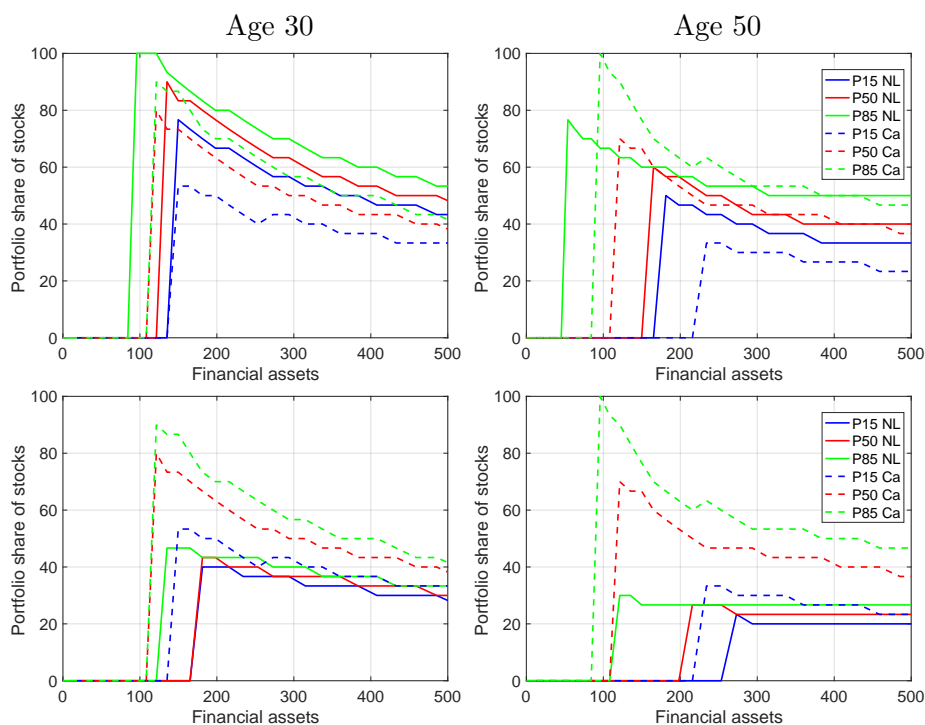 Age 30
Age 50
Portfolio share of stocks
100
80
60
40
20
0
0 100 200 300 400 500
Financial assets
Portfolio share of stocks
100
80
60
40
20
0
0 100 200 300 400 500
Financial assets
P15 NL
P50 NL
P85 NL
P15 Ca
P50 Ca
P85 Ca
Portfolio share of stocks
100
80
60
40
20
0
0 100 200 300 400 500
Financial assets
Portfolio share of stocks
100
80
60
40
20
0
0 100 200 300 400 500
Financial assets
P15 NL
P50 NL
P85 NL
P15 Ca
P50 Ca
P85 Ca